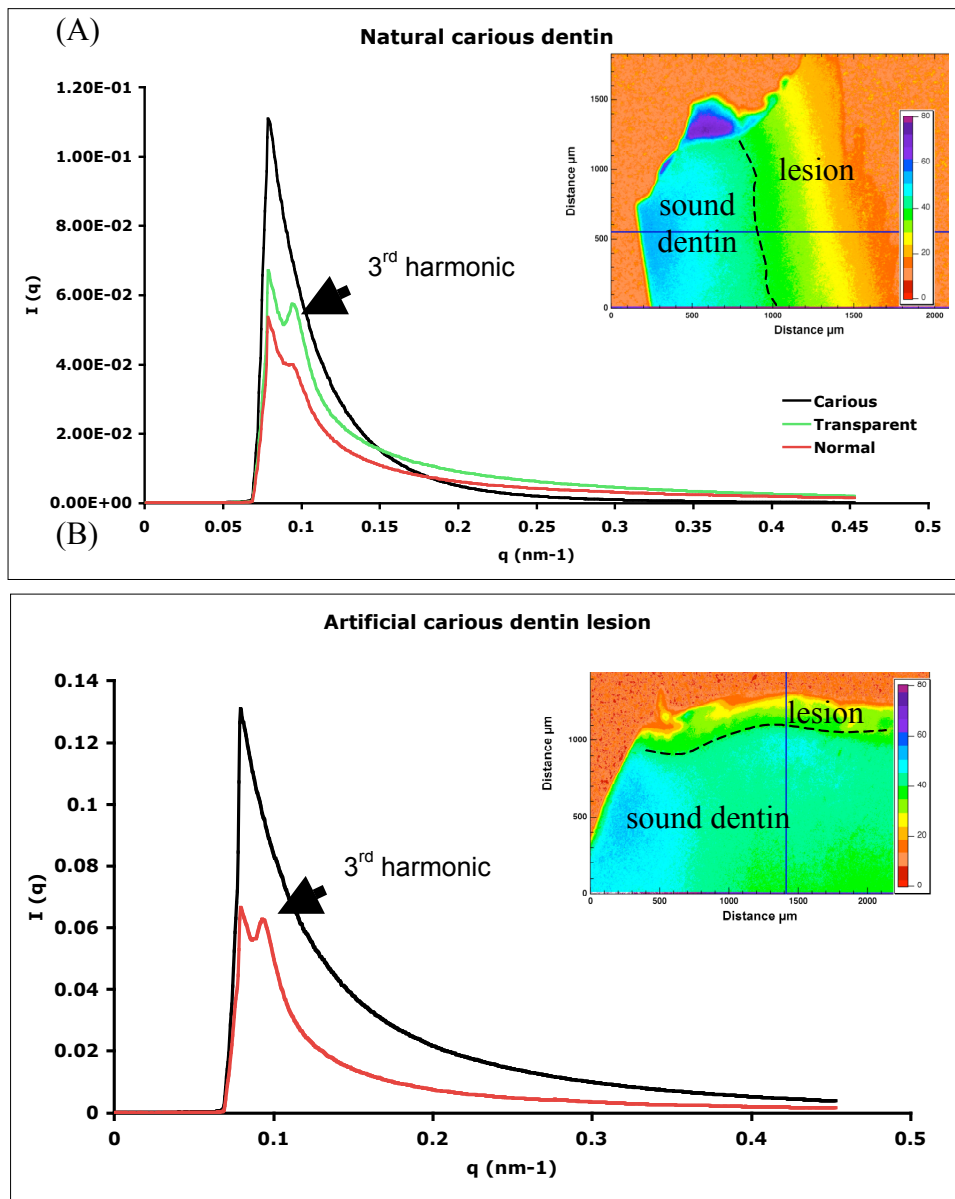 (A)
Natural carious dentin
1.20E-01
1.00E-01
8.00E-02
6.00E-02
4.00E-02
2.00E-02
0.00E+00
I (q)
3rd harmonic
0
0.05
0.1
0.15
0.2
0.25
0.3
0.35
0.4
0.45
0.5
q (nm-1)
Carious
Transparent
Normal
Distance µm
1500
1000
500
0
lesion
sound
dentin
80
60
40
20
0
0
500
1000
1500
2000
Distance µm
(B)
Artificial carious dentin lesion
0.14
0.12
0.1
0.08
0.06
0.04
0.02
0
I (q)
3rd harmonic
0
0.1
0.2
0.3
0.4
0.5
q (nm-1)
Distance µm
1000
500
0
lesion
sound dentin
80
60
40
20
0
0
500
1000
1500
2000
Distance µm